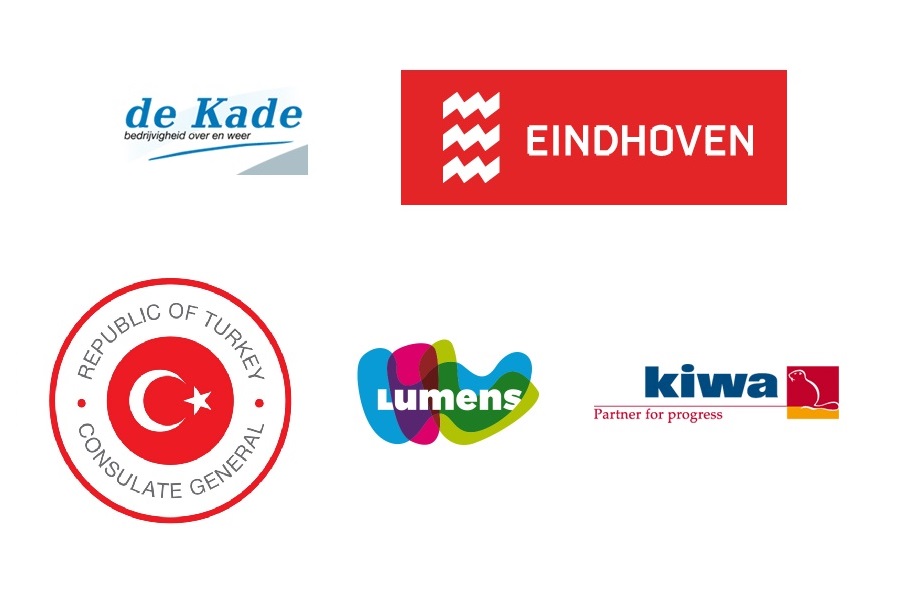 de Kade
bedrijvigheid over en weer
EINDHOVEN
REPUBLIC OF TURKEY
CONSULATE GENERAL
Lumens
kiwa
Partner for progress